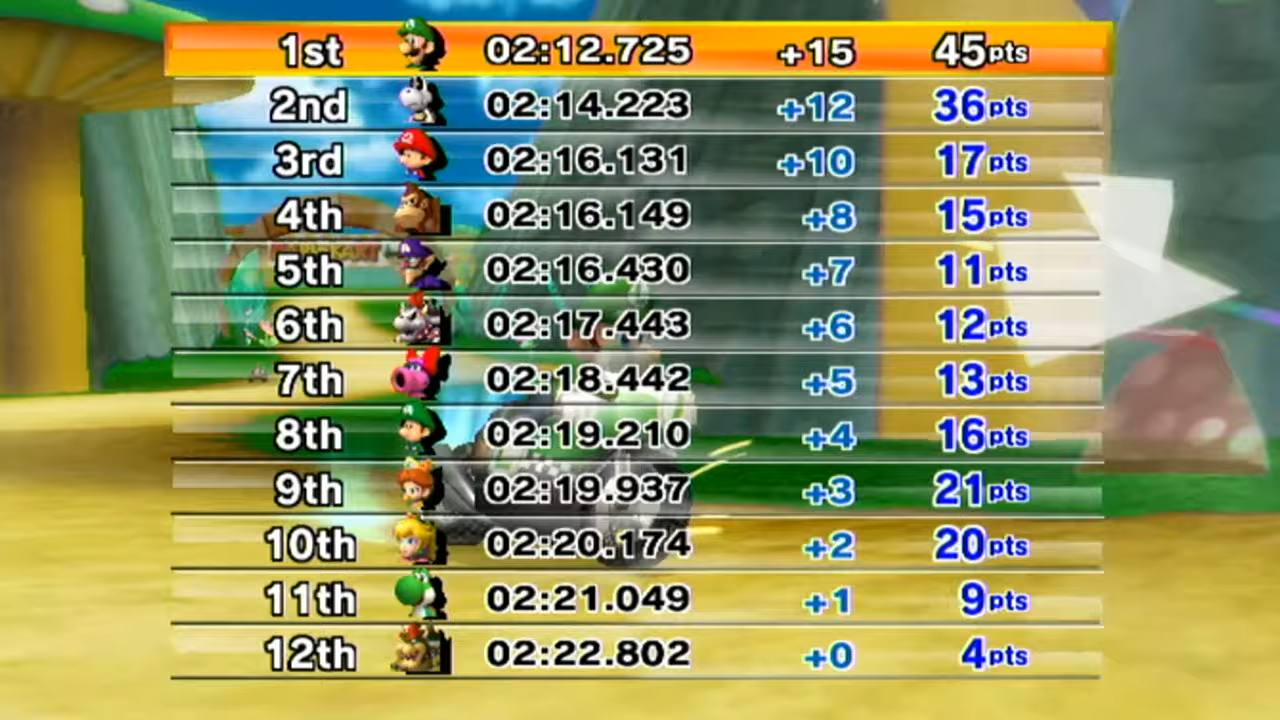 1st 02:12.725 +15 45pts
2nd 02:14.223 +12 36pts
3rd 02:16.131 +10 17pts
4th 02:16.149 +8 15pts
5th 02:16.430 +7 11pts
6th 02:17.443 +6 12pts
7th 02:18.442 +5 13pts
8th 02:19.210 +4 16pts
9th 02:19.937 +3 21pts
10th 02:20.174 +2 20pts
11th 02:21.049 +1 9pts
12th 02:22.802 +0 4pts